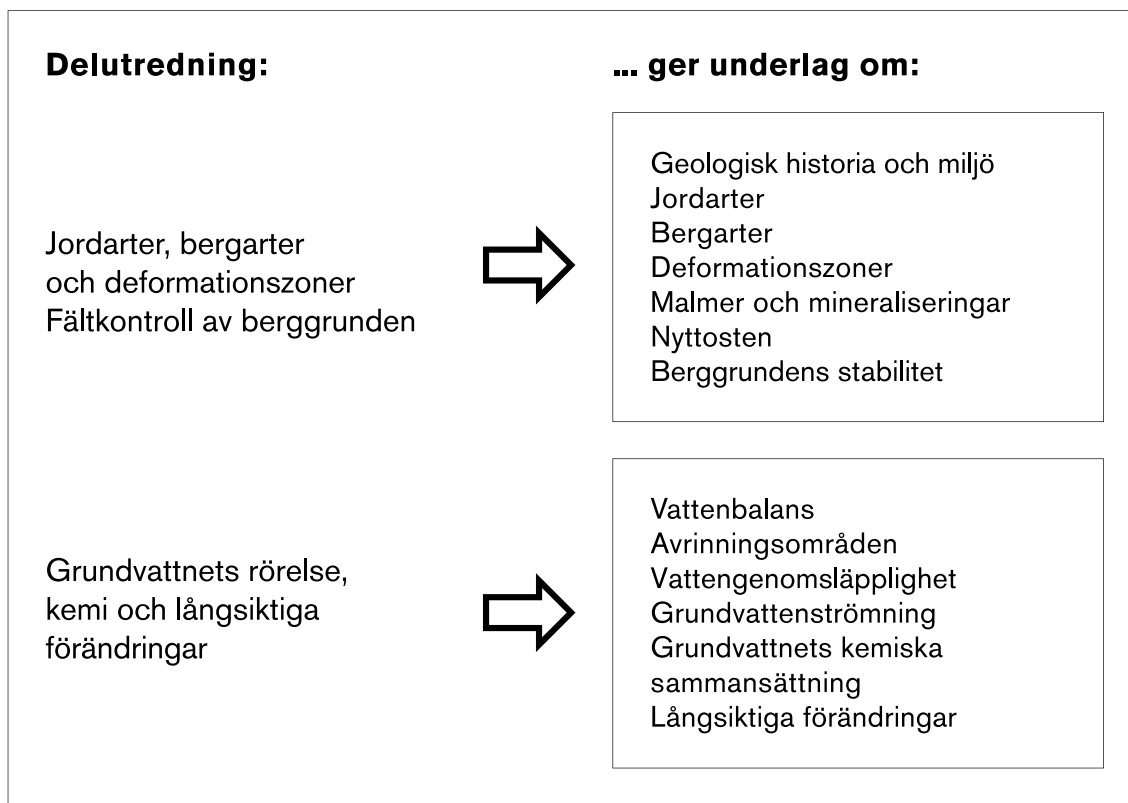 Delutredning:
... ger underlag om:
Jordarter, bergarter
och deformationszoner
Fältkontroll av berggrunden
Geologisk historia och miljö
Jordarter
Bergarter
Deformationszoner
Malmer och mineraliseringar
Nyttosten
Berggrundens stabilitet
Grundvattnets rörelse,
kemi och långsiktiga
förändringar
Vattenbalans
Avrinningsområden
Vattengenomsläpplighet
Grundvattenströmning
Grundvattnets kemiska
sammansättning
Långsiktiga förändringar